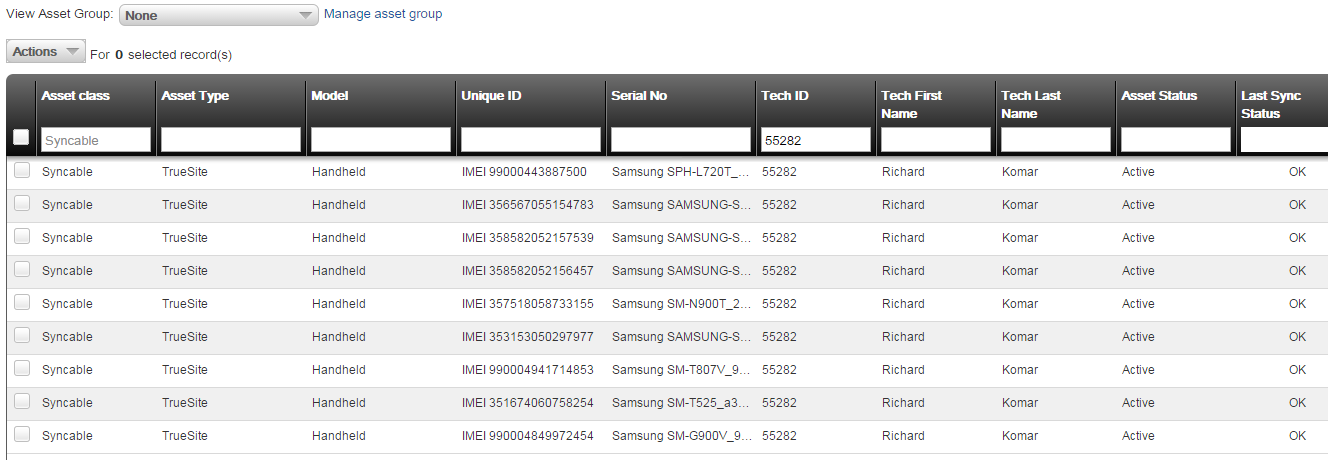 View Asset Group: None Manage asset group
Actions For 0 selected record(s)
Asset class Asset Type Model Unique ID Serial No Tech ID Tech First Name Tech Last Name Asset Status Last Sync Status
Syncable 55282
Syncable TrueSite Handheld IMEI 99000443887500 Samsung SPH-L720T_... 55282 Richard Komar Active OK
Syncable TrueSite Handheld IMEI 356567055154783 Samsung SAMSUNG-S... 55282 Richard Komar Active OK
Syncable TrueSite Handheld IMEI 358582052157539 Samsung SAMSUNG-S... 55282 Richard Komar Active OK
Syncable TrueSite Handheld IMEI 358582052156457 Samsung SAMSUNG-S... 55282 Richard Komar Active OK
Syncable TrueSite Handheld IMEI 357518058733155 Samsung SM-N900T_2... 55282 Richard Komar Active OK
Syncable TrueSite Handheld IMEI 353153050297977 Samsung SAMSUNG-S... 55282 Richard Komar Active OK
Syncable TrueSite Handheld IMEI 990004941714853 Samsung SM-T807V_9... 55282 Richard Komar Active OK
Syncable TrueSite Handheld IMEI 351674060758254 Samsung SM-T525_a3... 55282 Richard Komar Active OK
Syncable TrueSite Handheld IMEI 990004849972454 Samsung SM-G900V_9... 55282 Richard Komar Active OK